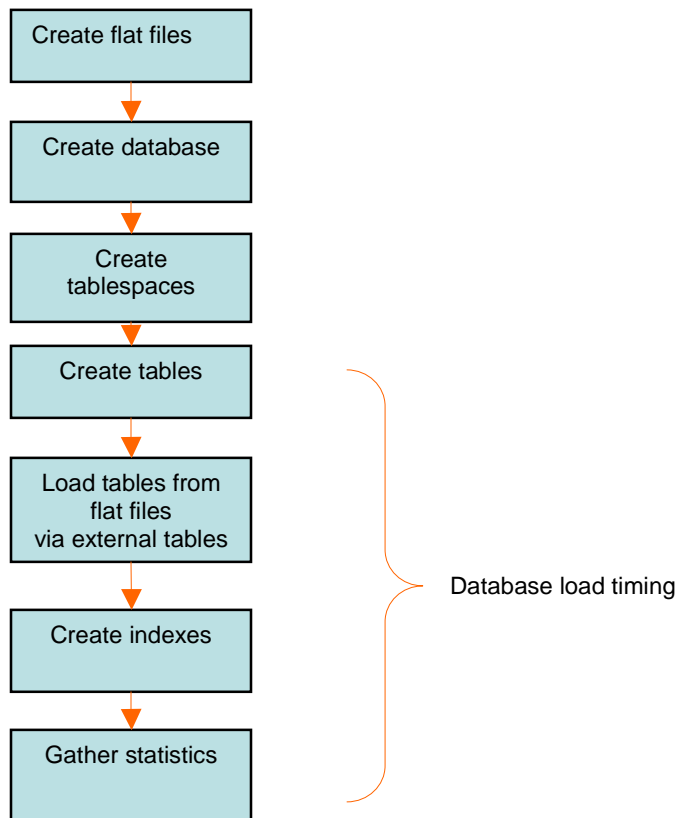 Create flat files
Create database
Create
tablespaces
Create tables
Load tables from
flat files
via external tables
Database load timing
Create indexes
Gather statistics